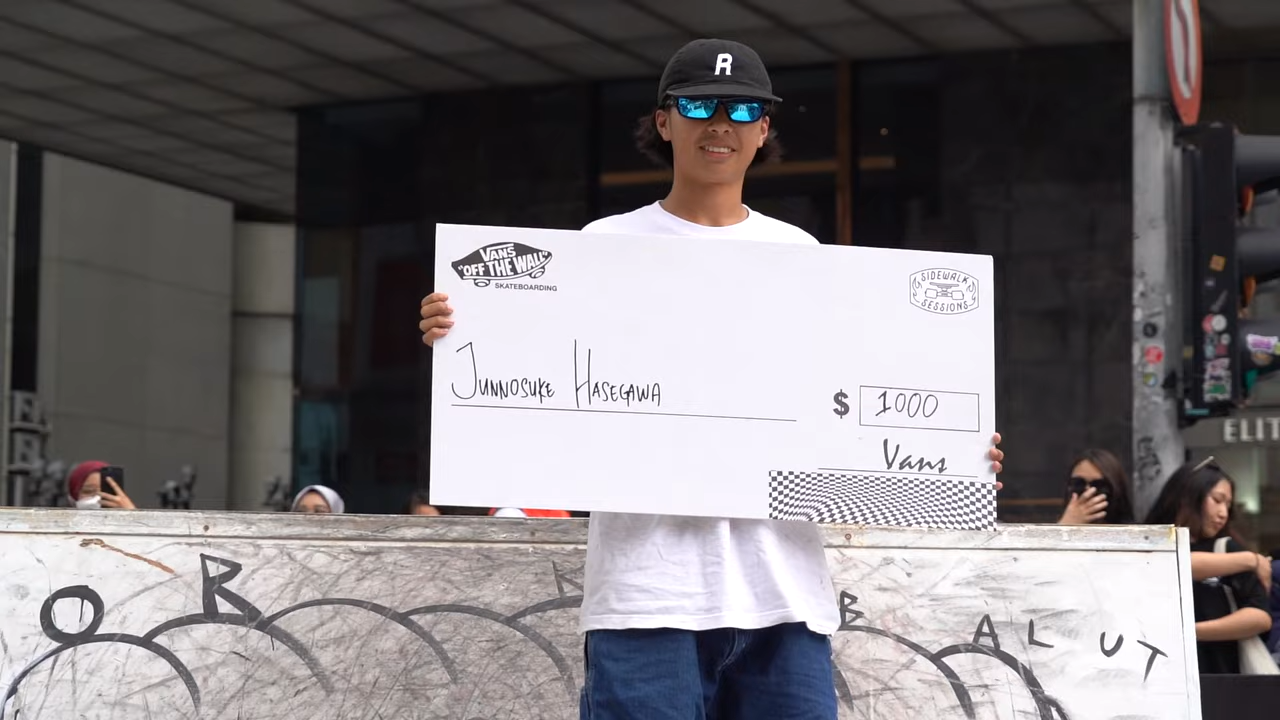 R
VANS
"OFF THE WALL"
SKATEBOARDING
SIDEWALK
SESSIONS
JUNNOSUKE HASEGAWA
$ 1000
Vans
ELIT
O R
B A L U T